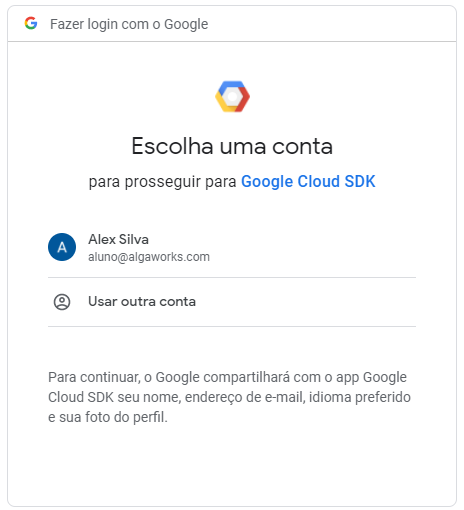 Fazer login com o Google
Escolha uma conta
para prosseguir para Google Cloud SDK
A
Alex Silva
aluno@algaworks.com
Usar outra conta
Para continuar, o Google compartilhará com o app Google
Cloud SDK seu nome, endereço de e-mail, idioma preferido
e sua foto do perfil.